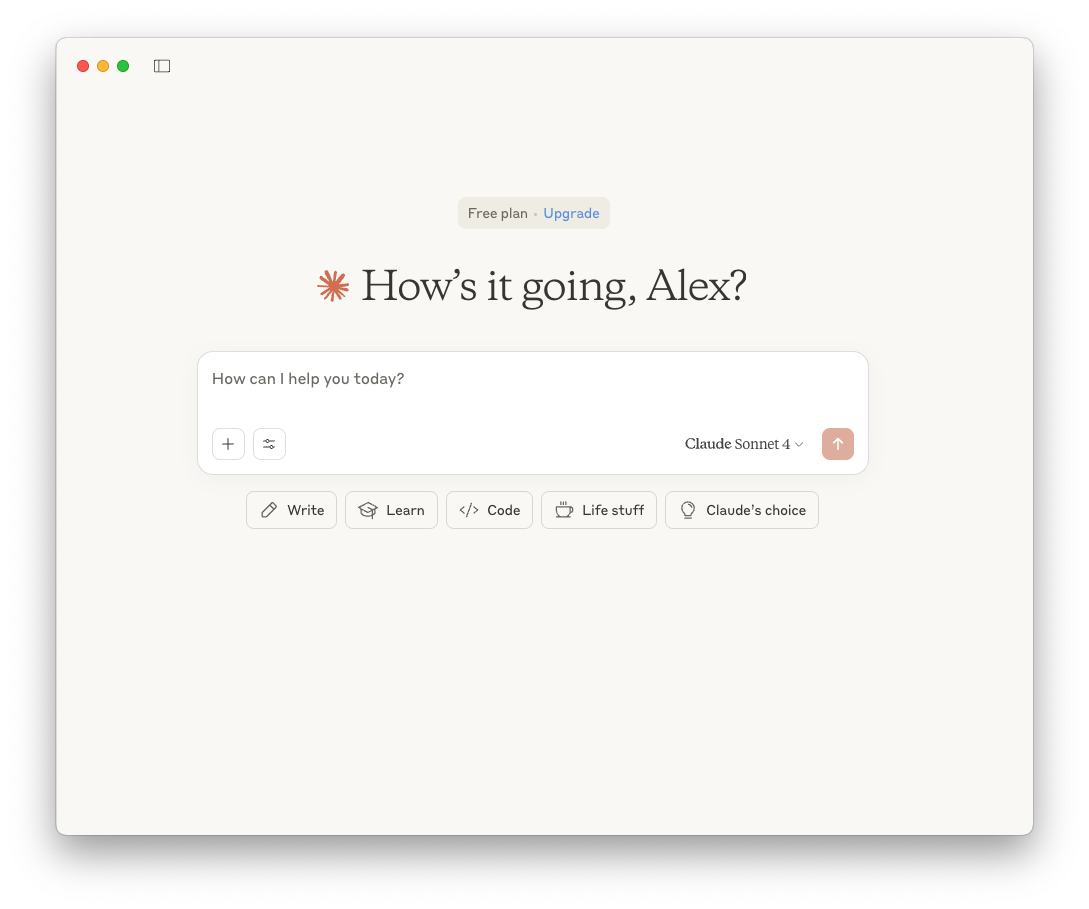 Free plan • Upgrade
How’s it going, Alex?
How can I help you today?
Claude Sonnet 4
Write
Learn
</> Code
Life stuff
Claude’s choice